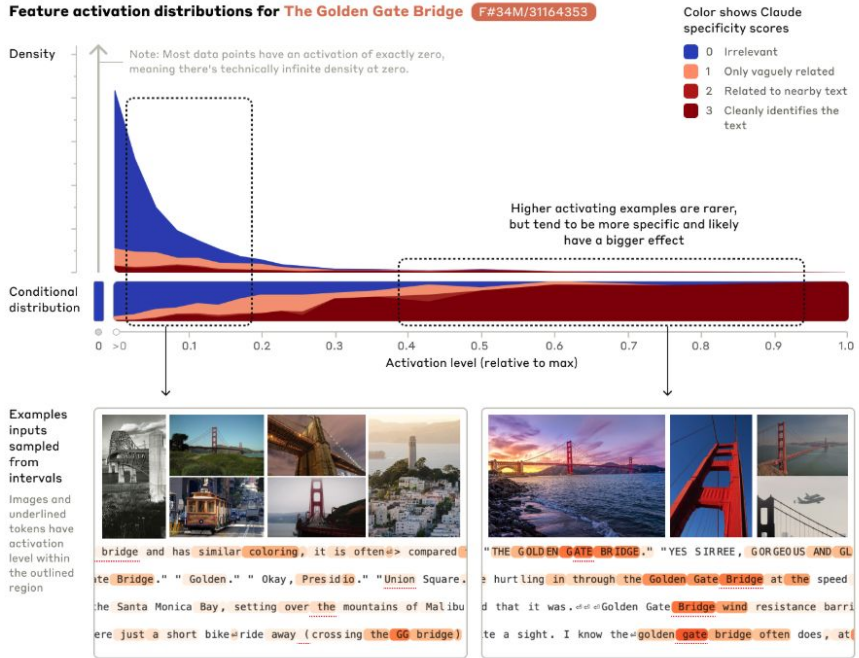 Feature activation distributions for The Golden Gate Bridge F#34M/31164353
Color shows Claude
specificity scores
0 Irrelevant
1 Only vaguely related
2 Related to nearby text
3 Cleanly identifies the
text
Density
Note: Most data points have an activation of exactly zero,
meaning there's technically infinite density at zero.
Higher activating examples are rarer,
but tend to be more specific and likely
have a bigger effect
Conditional
distribution
0 >0 0.1 0.2 0.3 0.4 0.5 0.6 0.7 0.8 0.9 1.0
Activation level (relative to max)
Examples
inputs
sampled
from
intervals
Images and
underlined
tokens have
activation
level within
the outlined
region
bridge and has similar coloring, it is often⏎> compared
te Bridge." " Golden." " Okay, Presidio." "Union Square.
he Santa Monica Bay, setting over the mountains of Malibu
ere just a short bike⏎ride away (crossing the GG bridge)
"THE GOLDEN GATE BRIDGE." "YES SIRREE, GORGEOUS AND GL
e hurtling in through the Golden Gate Bridge at the speed
d that it was.⏎⏎⏎Golden Gate Bridge wind resistance barri
te a sight. I know the⏎golden gate bridge often does, at